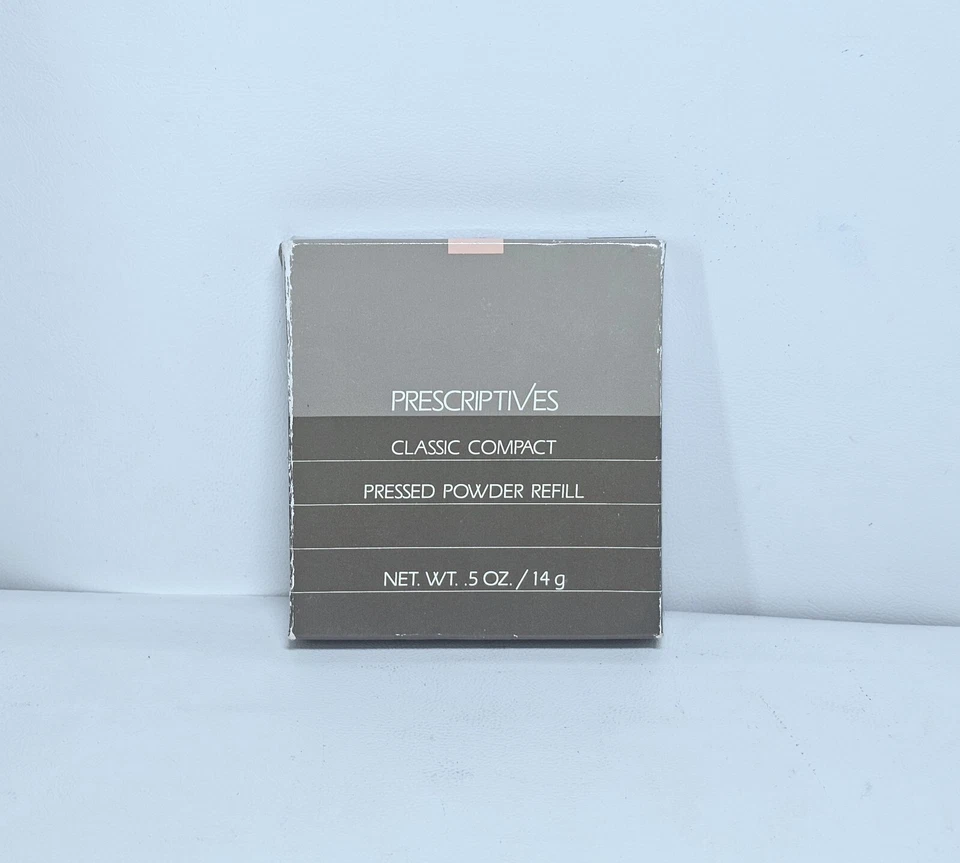 PRESCRIPTIVES
CLASSIC COMPACT
PRESSED POWDER REFILL
NET. WT. .5 OZ. / 14 g